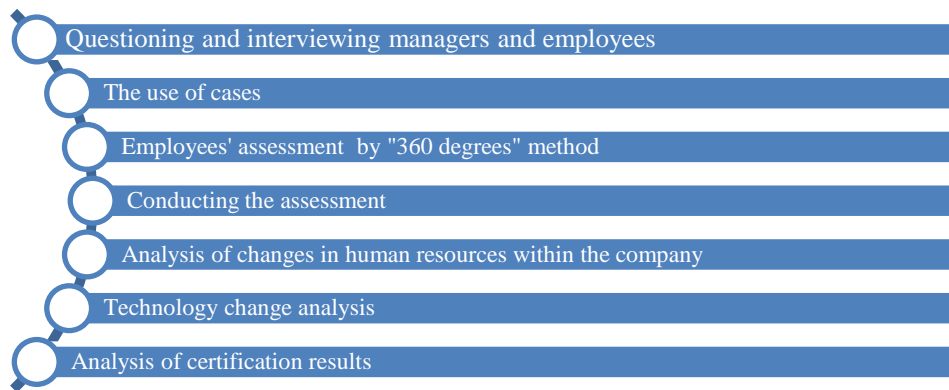 Questioning and interviewing managers and employees
The use of cases
Employees' assessment by "360 degrees" method
Conducting the assessment
Analysis of changes in human resources within the company
Technology change analysis
Analysis of certification results